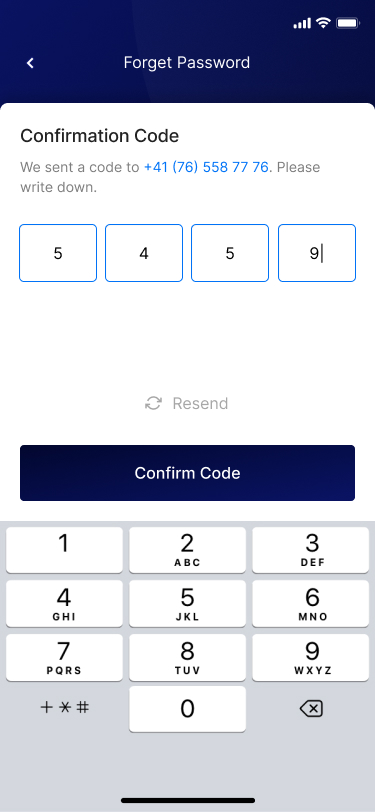 Forget Password
Confirmation Code
We sent a code to +41 (76) 558 77 76. Please
write down.
5 4 5 9
Resend
Confirm Code
1 2 3
ABC DEF
4 5 6
GHI JKL MNO
7 8 9
PQRS TUV WXYZ
+*# 0